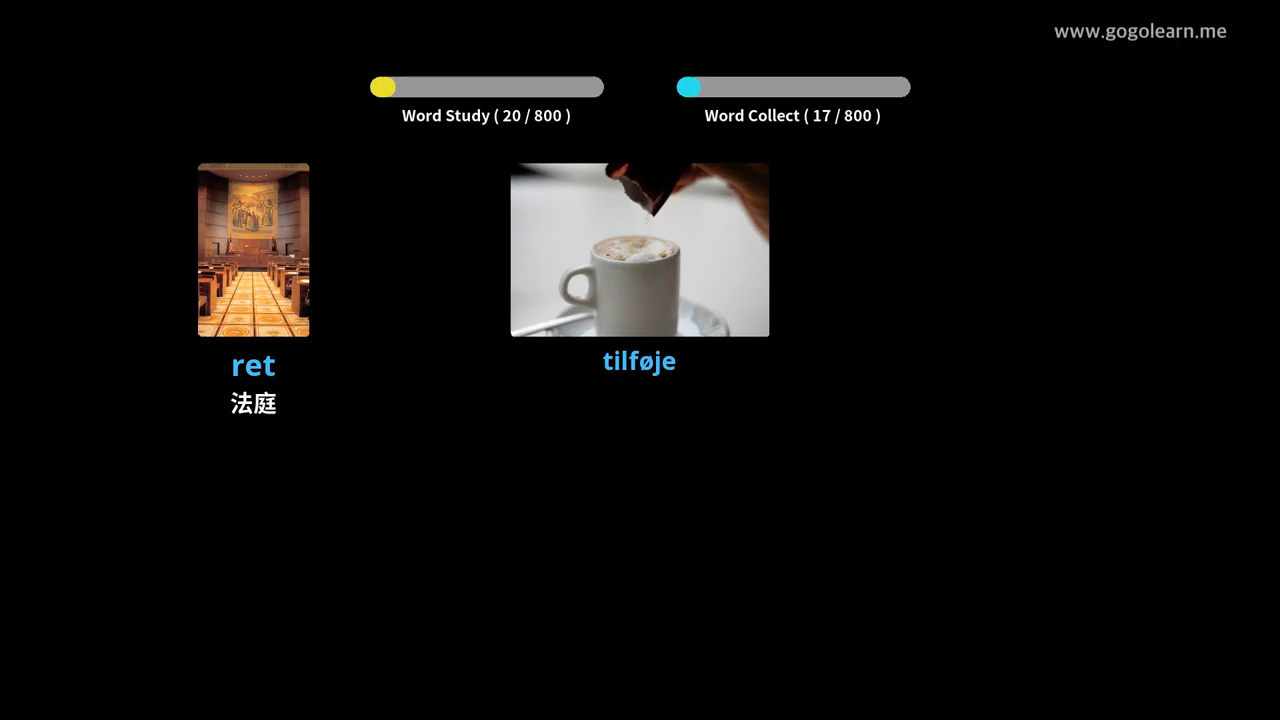 www.gogolearn.me
Word Study ( 20 / 800 )
Word Collect ( 17 / 800 )
ret
法庭
tilføje